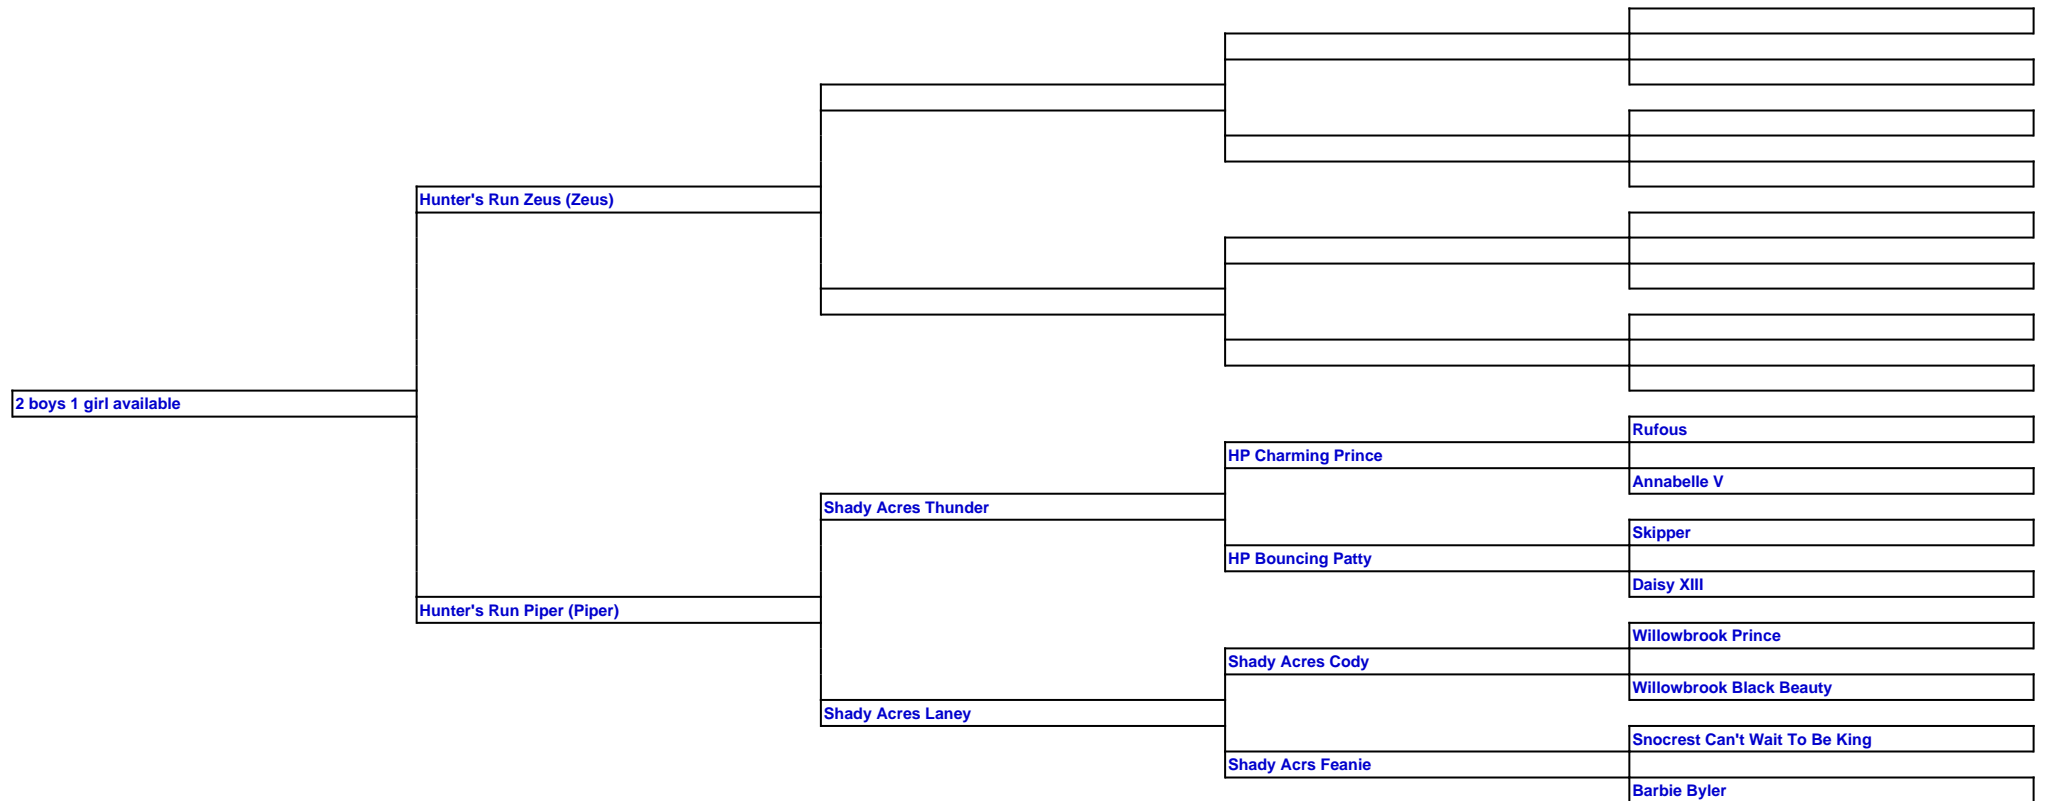 Hunter's Run Zeus (Zeus)
2 boys 1 girl available
Rufous
HP Charming Prince
Annabelle V
Shady Acres Thunder
Skipper
HP Bouncing Patty
Daisy XIII
Hunter's Run Piper (Piper)
Willowbrook Prince
Shady Acres Cody
Willowbrook Black Beauty
Shady Acres Laney
Snocrest Can't Wait To Be King
Shady Acrs Feanie
Barbie Byler